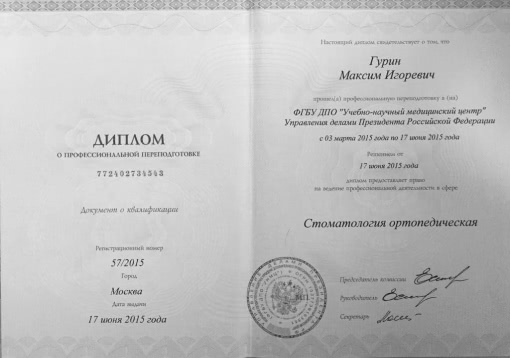 ДИПЛОМ
О ПРОФЕССИОНАЛЬНОЙ ПЕРЕПОДГОТОВКЕ
772402734543
Документ о квалификации
Регистрационный номер
57/2015
Город
Москва
Дата выдачи
17 июня 2015 года
Настоящий диплом свидетельствует о том, что
Гурин
Максим Игоревич
прошел(а) профессиональную переподготовку в (на)
ФГБУ ДПО "Учебно-научный медицинский центр"
Управления делами Президента Российской Федерации
с 03 марта 2015 года по 17 июня 2015 года
Решением от
17 июня 2015 года
диплом предоставляет право
на ведение профессиональной деятельности в сфере
Стоматология ортопедическая
Председатель комиссии
Руководитель
Секретарь
М.П.